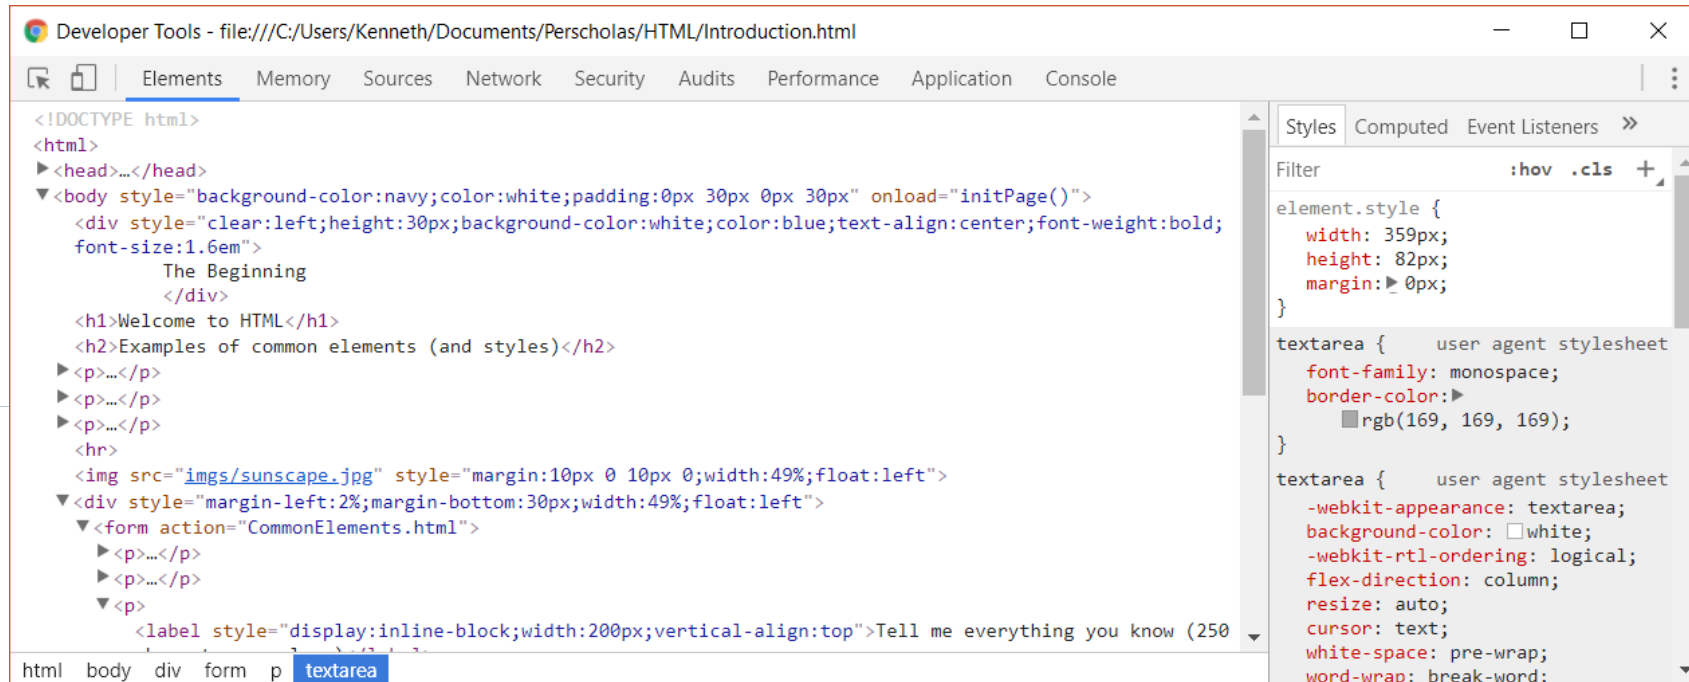 Developer Tools - file:///C:/Users/Kenneth/Documents/Perscholas/HTML/Introduction.html
Elements Memory Sources Network Security Audits Performance Application Console
<!DOCTYPE html>
<html>
▶<head>…</head>
▼<body style="background-color:navy;color:white;padding:0px 30px 0px 30px" onload="initPage()">
<div style="clear:left;height:30px;background-color:white;color:blue;text-align:center;font-weight:bold;
font-size:1.6em">
The Beginning
</div>
<h1>Welcome to HTML</h1>
<h2>Examples of common elements (and styles)</h2>
▶<p>…</p>
▶<p>…</p>
▶<p>…</p>
<hr>
<img src="imgs/sunscape.jpg" style="margin:10px 0 10px 0;width:49%;float:left">
▼<div style="margin-left:2%;margin-bottom:30px;width:49%;float:left">
▼<form action="CommonElements.html">
▶<p>…</p>
▶<p>…</p>
▼<p>
<label style="display:inline-block;width:200px;vertical-align:top">Tell me everything you know (250
html body div form p textarea
Styles Computed Event Listeners »
Filter :hov .cls +
element.style {
width: 359px;
height: 82px;
margin:▶ 0px;
}
textarea { user agent stylesheet
font-family: monospace;
border-color:▶
rgb(169, 169, 169);
}
textarea { user agent stylesheet
-webkit-appearance: textarea;
background-color: white;
-webkit-rtl-ordering: logical;
flex-direction: column;
resize: auto;
cursor: text;
white-space: pre-wrap;
word-wrap: break-word;